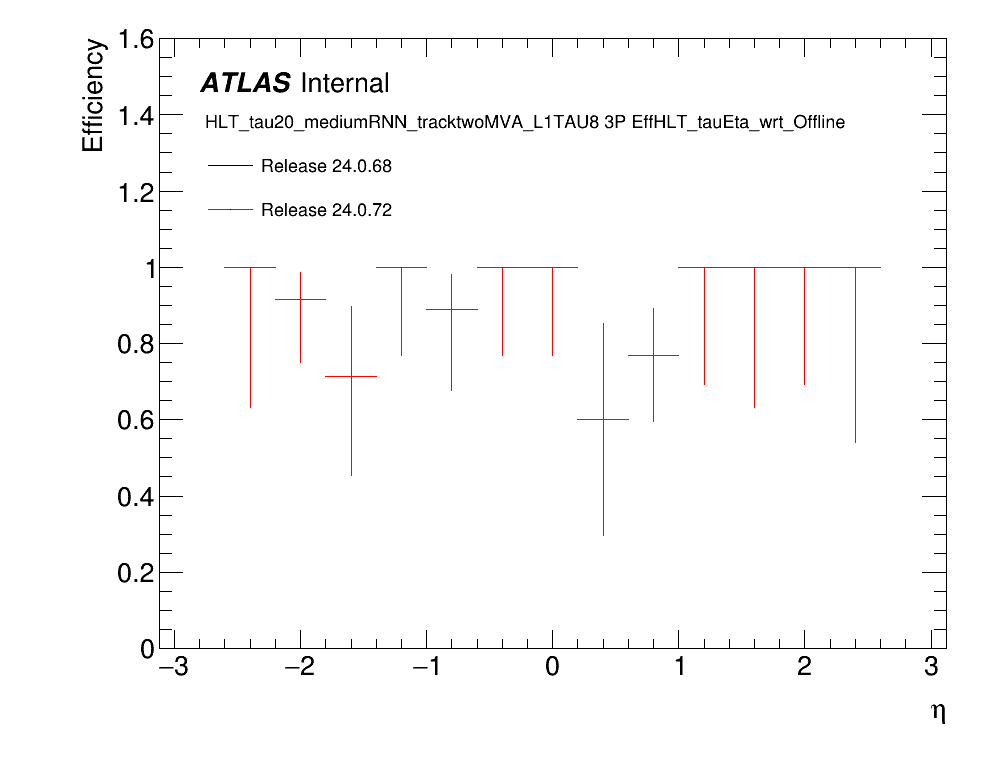 1.6
1.4
1.2
1
0.8
0.6
0.4
0.2
0
Efficiency
ATLAS Internal
HLT_tau20_mediumRNN_tracktwoMVA_L1TAU8 3P EffHLT_tauEta_wrt_Offline
Release 24.0.68
Release 24.0.72
−3 −2 −1 0 1 2 3
η